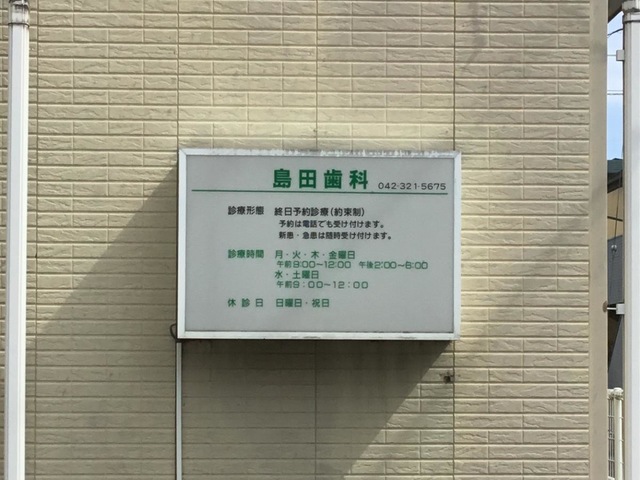 島田歯科 042-321-5675
診療形態 終日予約診療(約束制)
予約は電話でも受け付けます。
新患・急患は随時受け付けます。
診療時間 月・火・木・金曜日
午前9:00〜12:00 午後2:00〜6:00
水・土曜日
午前9:00〜12:00
休診日 日曜日・祝日